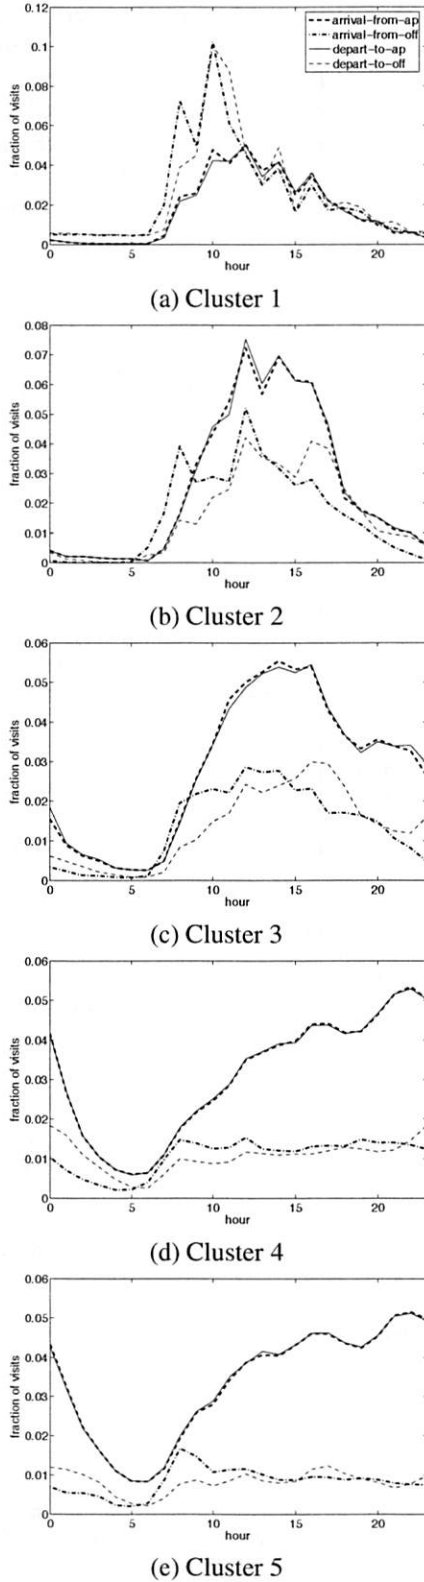 0.12
0.1
0.08
0.06
0.04
0.02
0
fraction of visits
arrival-from-ap
arrival-from-off
depart-to-ap
depart-to-off
0 5 10 15 20
hour
(a) Cluster 1
0.08
0.07
0.06
0.05
0.04
0.03
0.02
0.01
0
fraction of visits
0 5 10 15 20
hour
(b) Cluster 2
0.06
0.05
0.04
0.03
0.02
0.01
0
fraction of visits
0 5 10 15 20
hour
(c) Cluster 3
0.06
0.05
0.04
0.03
0.02
0.01
0
fraction of visits
0 5 10 15 20
hour
(d) Cluster 4
0.06
0.05
0.04
0.03
0.02
0.01
0
fraction of visits
0 5 10 15 20
hour
(e) Cluster 5